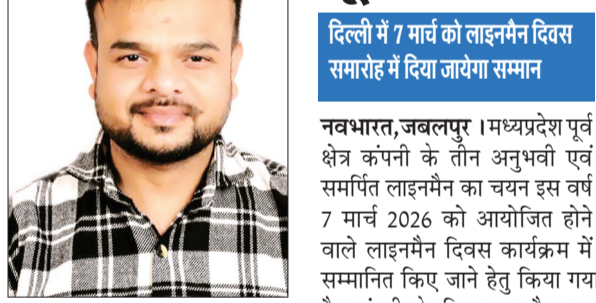 दिल्ली में 7 मार्च को लाइनमैन दिवस
समारोह में दिया जायेगा सम्मान
नवभारत,जबलपुर । मध्यप्रदेश पूर्व
क्षेत्र कंपनी के तीन अनुभवी एवं
समर्पित लाइनमैन का चयन इस वर्ष
7 मार्च 2026 को आयोजित होने
वाले लाइनमैन दिवस कार्यक्रम में
सम्मानित किए जाने हेतु किया गया